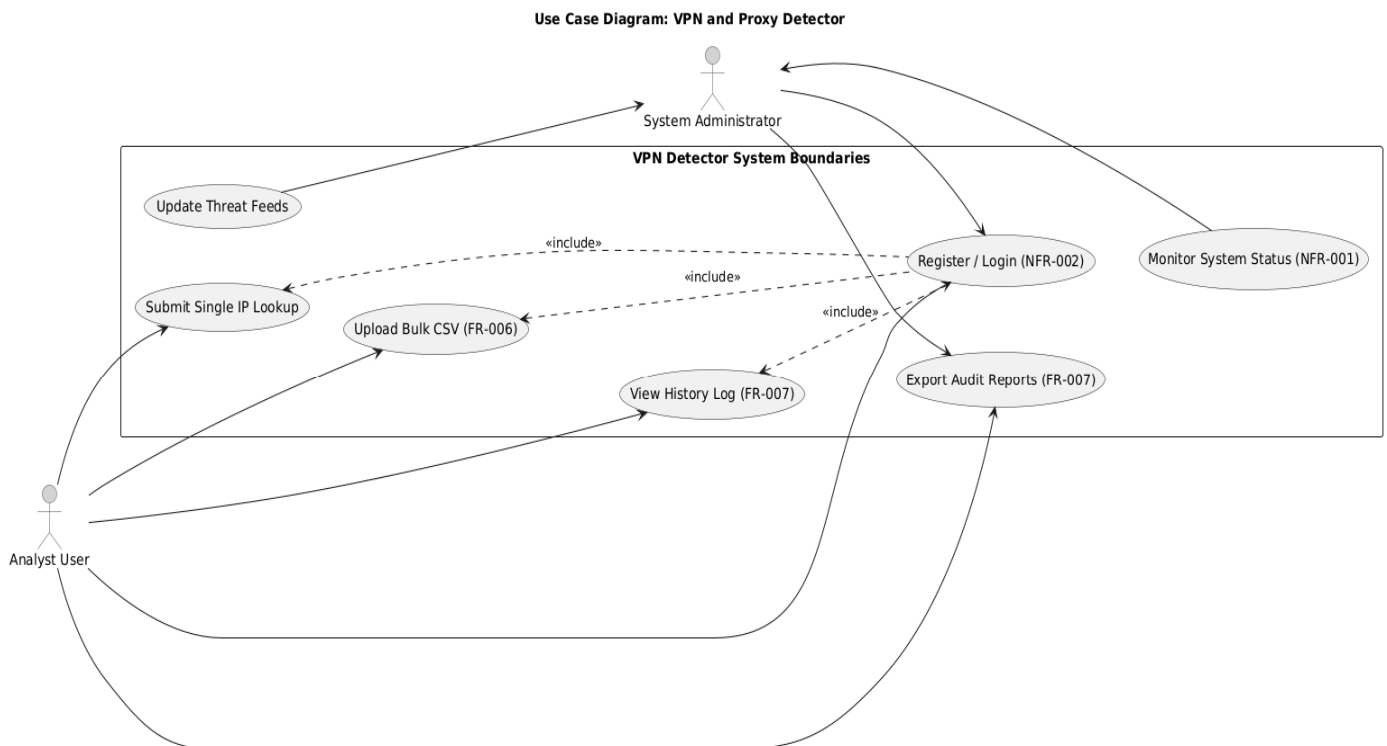 Use Case Diagram: VPN and Proxy Detector
System Administrator
VPN Detector System Boundaries
Update Threat Feeds
«include»
Register / Login (NFR-002)
Monitor System Status (NFR-001)
«include»
Submit Single IP Lookup
Upload Bulk CSV (FR-006)
«include»
View History Log (FR-007)
Export Audit Reports (FR-007)
Analyst User